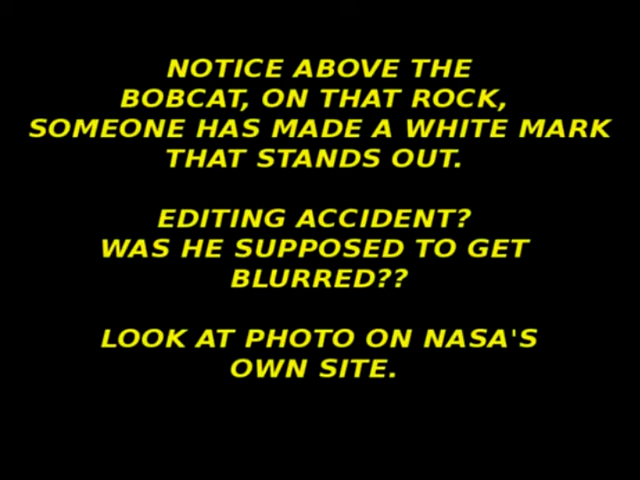 NOTICE ABOVE THE
BOBCAT, ON THAT ROCK,
SOMEONE HAS MADE A WHITE MARK
THAT STANDS OUT.
EDITING ACCIDENT?
WAS HE SUPPOSED TO GET
BLURRED??
LOOK AT PHOTO ON NASA'S
OWN SITE.